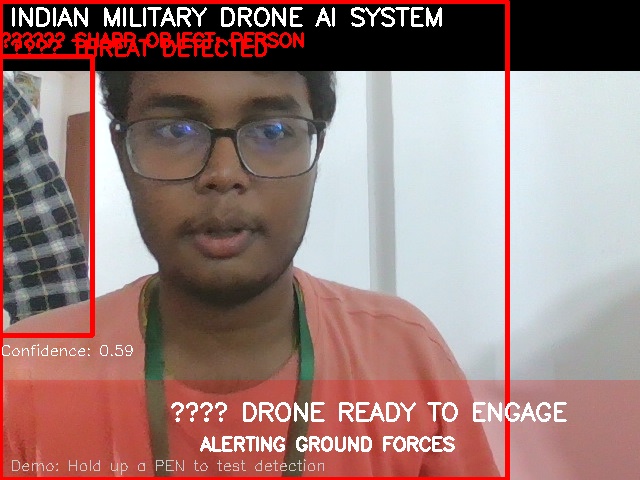 INDIAN MILITARY DRONE AI SYSTEM
?????? SHARP OBJECT: PERSON
???? THREAT DETECTED
Confidence: 0.59
???? DRONE READY TO ENGAGE
ALERTING GROUND FORCES
Demo: Hold up a PEN to test detection